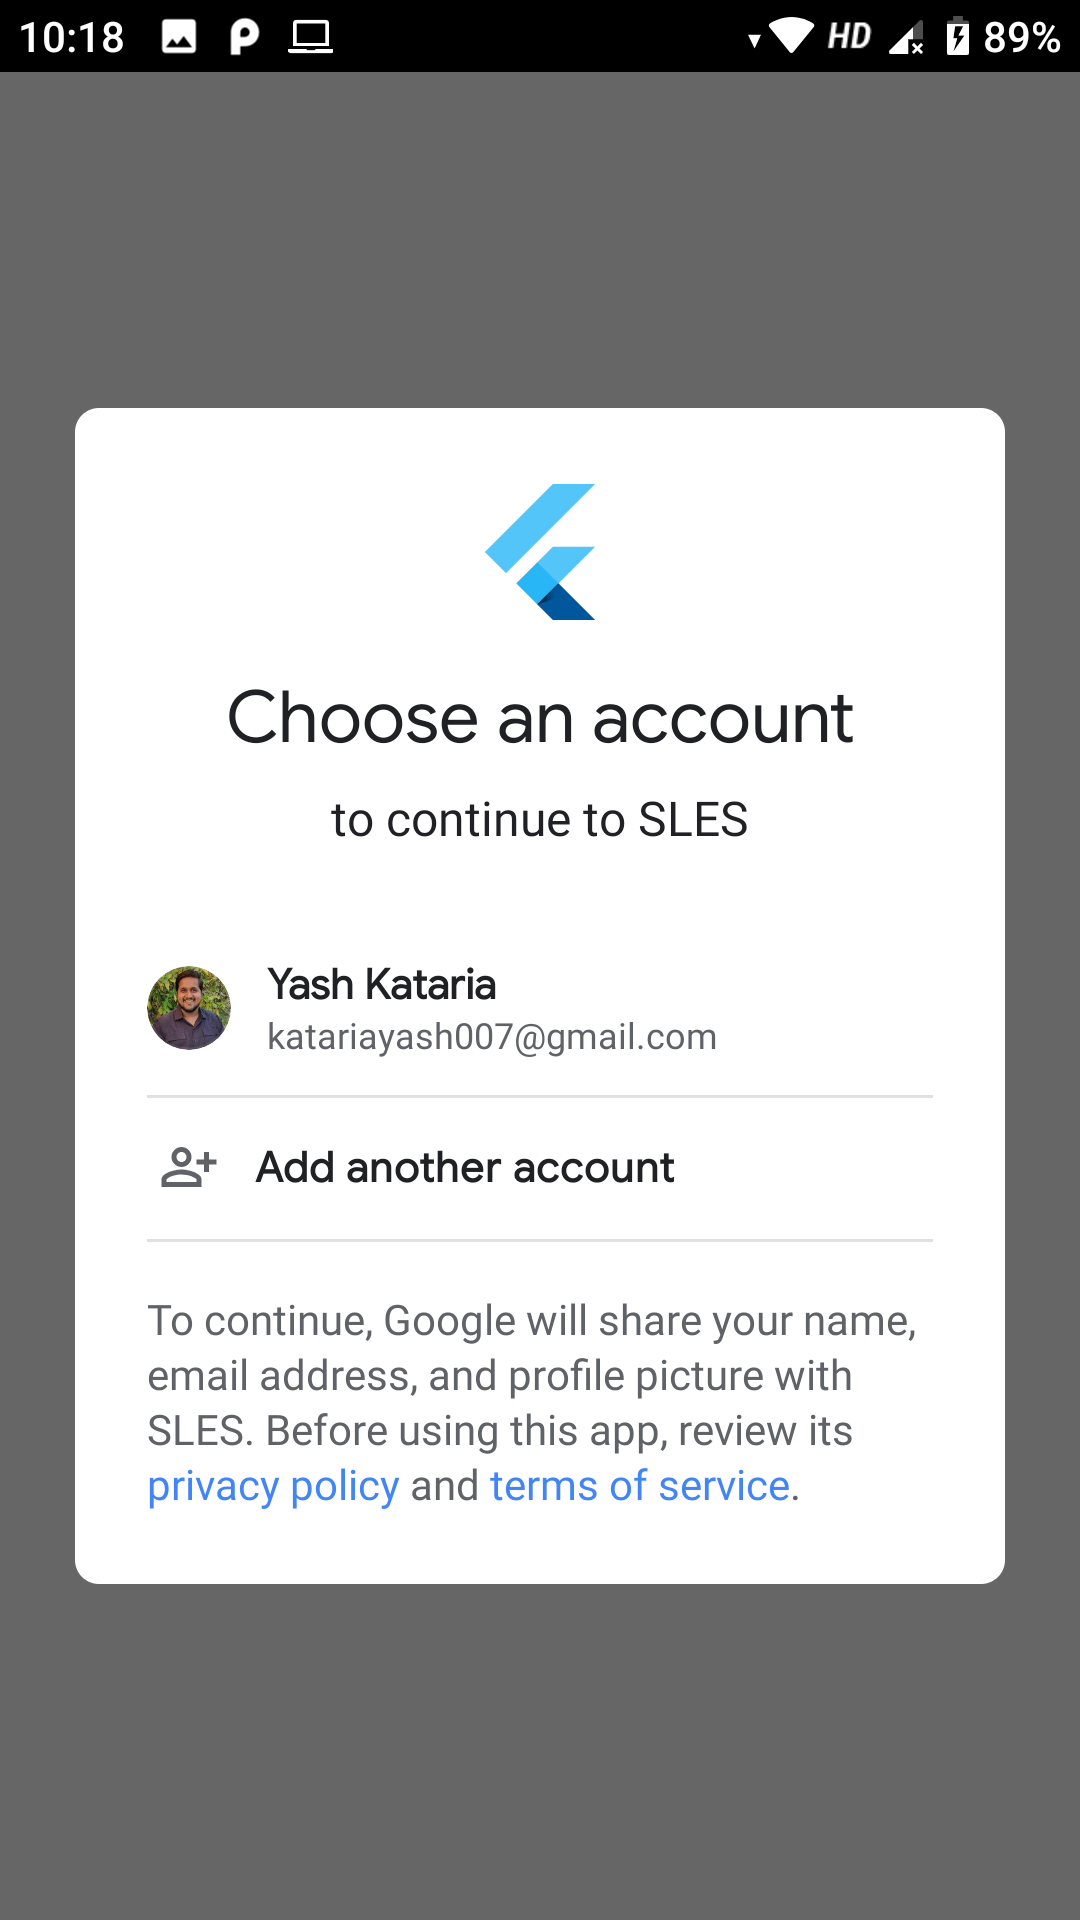 10:18 HD 89%
Choose an account
to continue to SLES
Yash Kataria
katariayash007@gmail.com
Add another account
To continue, Google will share your name,
email address, and profile picture with
SLES. Before using this app, review its
privacy policy and terms of service.